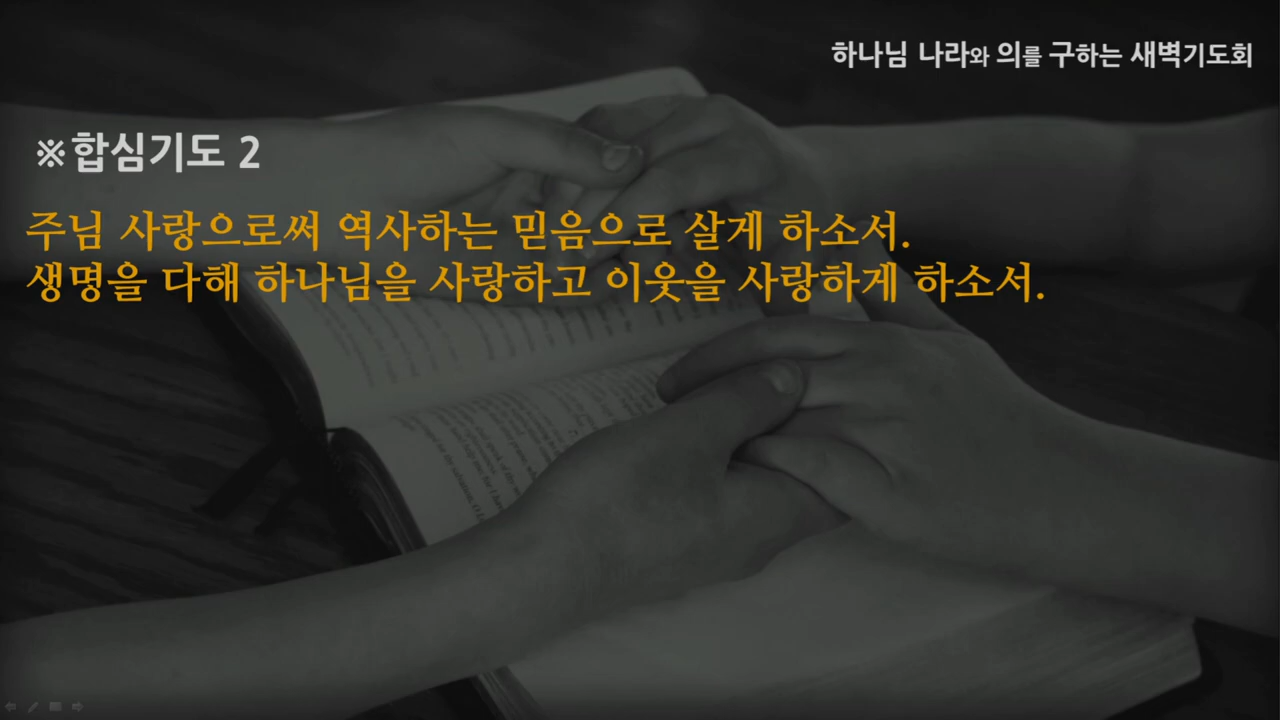 하나님 나라와 의를 구하는 새벽기도회
※합심기도 2
주님 사랑으로써 역사하는 믿음으로 살게 하소서.
생명을 다해 하나님을 사랑하고 이웃을 사랑하게 하소서.